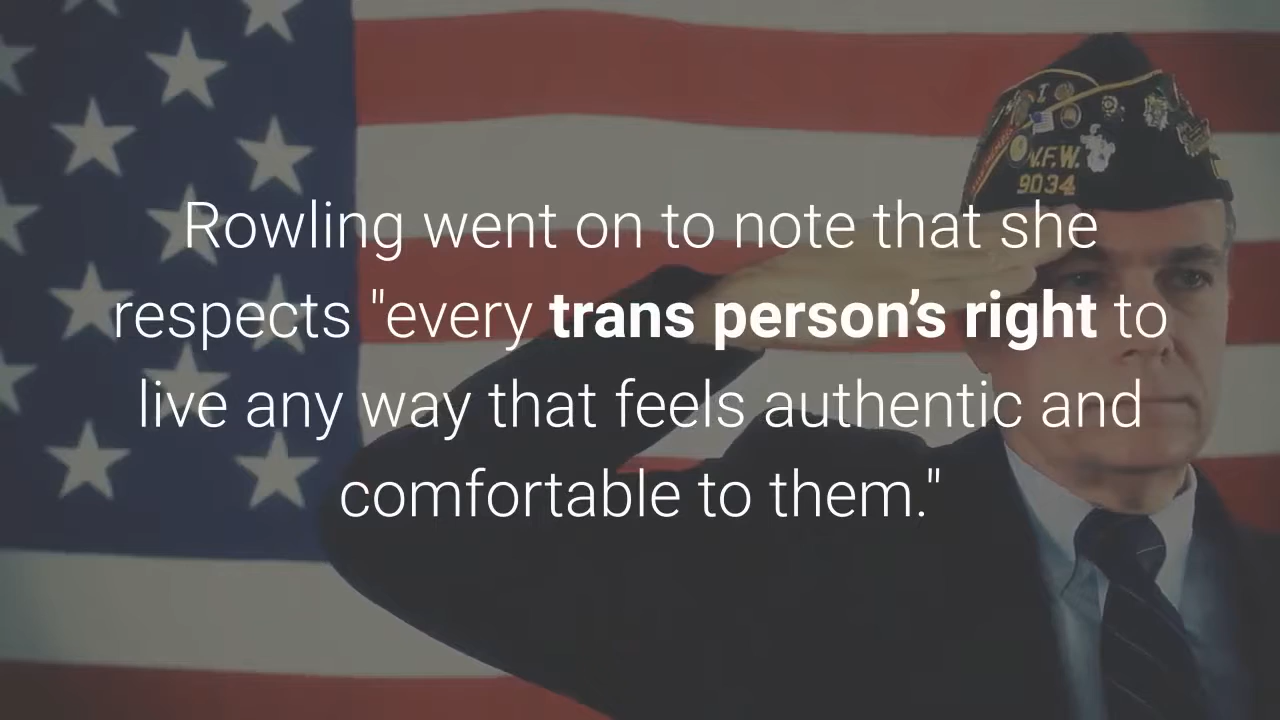 V.F.W.
9034
Rowling went on to note that she
respects "every trans person’s right to
live any way that feels authentic and
comfortable to them."